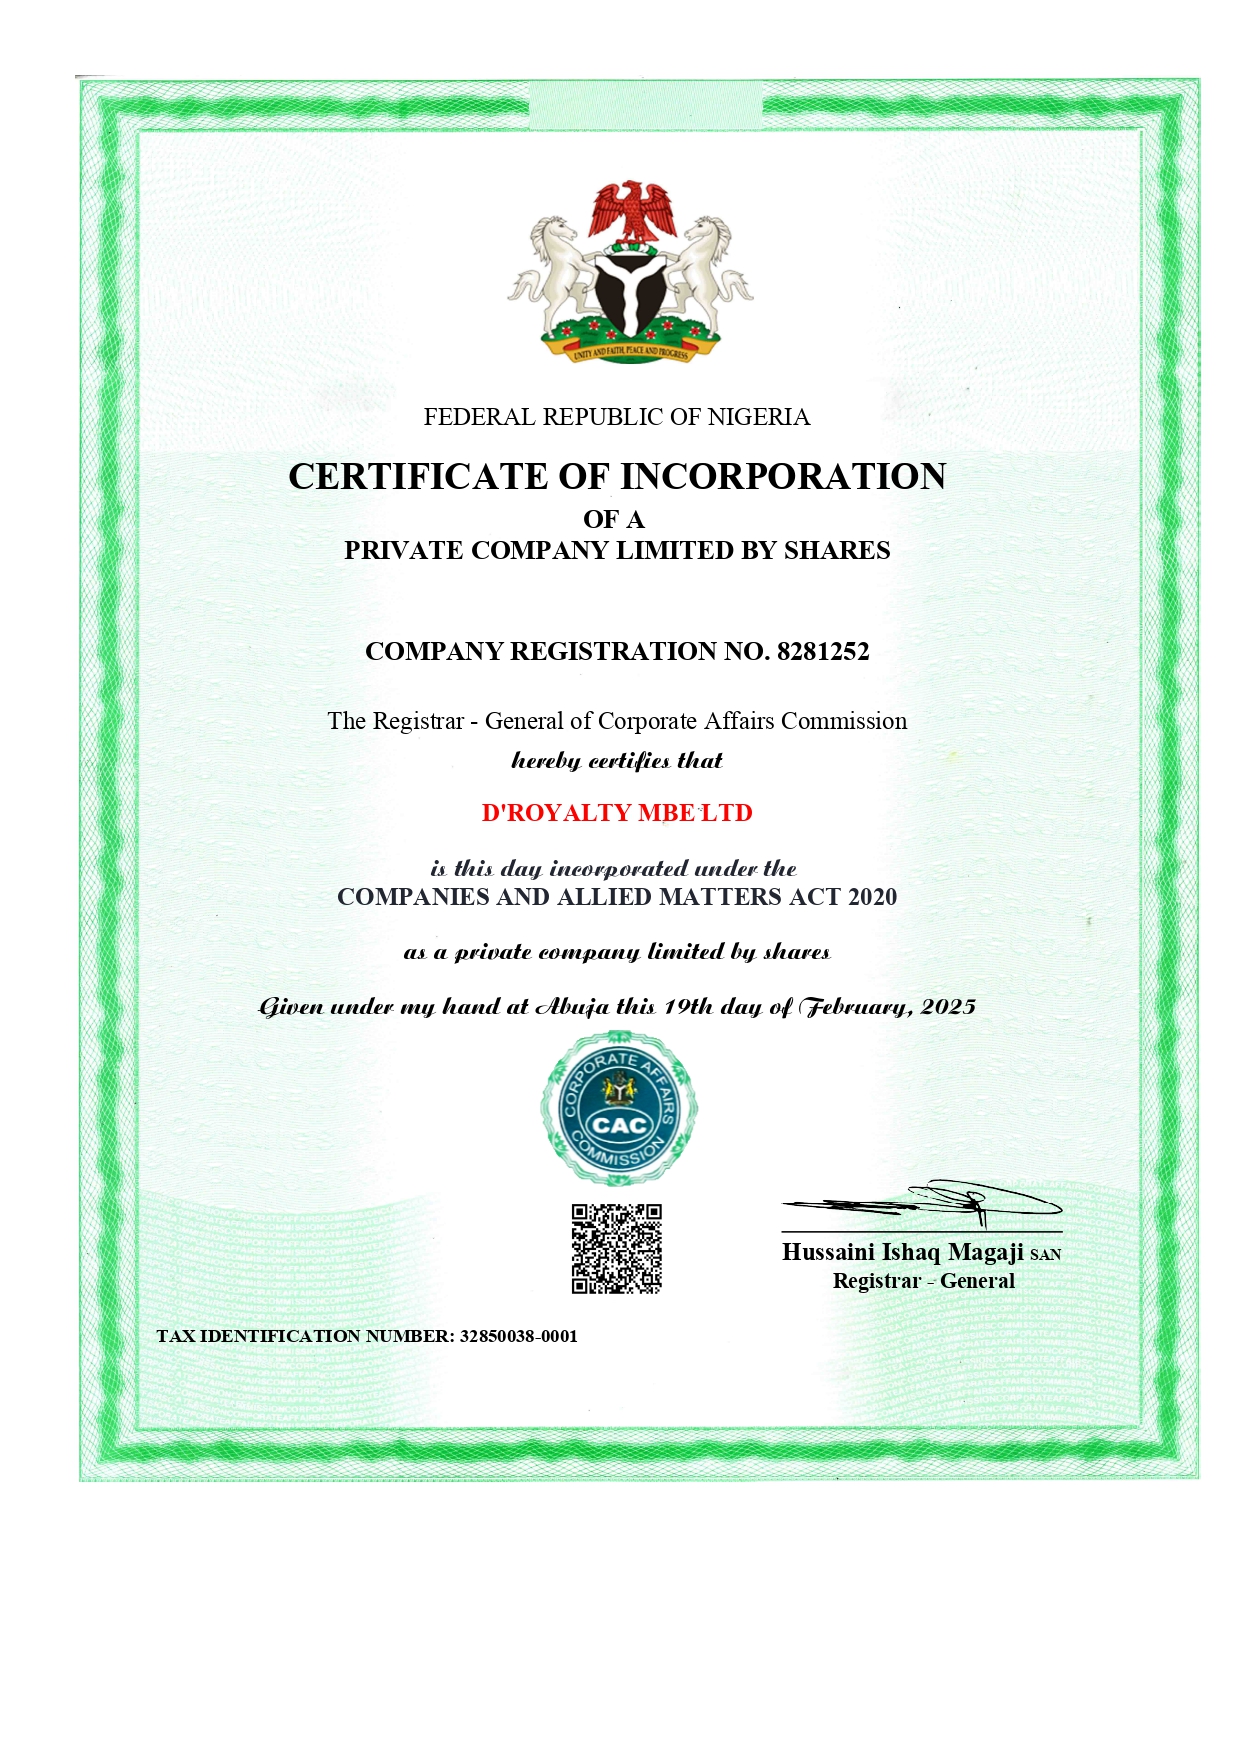 UNITY AND FAITH, PEACE AND PROGRESS
FEDERAL REPUBLIC OF NIGERIA
CERTIFICATE OF INCORPORATION
OF A
PRIVATE COMPANY LIMITED BY SHARES
COMPANY REGISTRATION NO. 8281252
The Registrar - General of Corporate Affairs Commission
hereby certifies that
D'ROYALTY MBE LTD
is this day incorporated under the
COMPANIES AND ALLIED MATTERS ACT 2020
as a private company limited by shares
Given under my hand at Abuja this 19th day of February, 2025
CORPORATE AFFAIRS
CAC
COMMISSION
Hussaini Ishaq Magaji SAN
Registrar - General
TAX IDENTIFICATION NUMBER: 32850038-0001